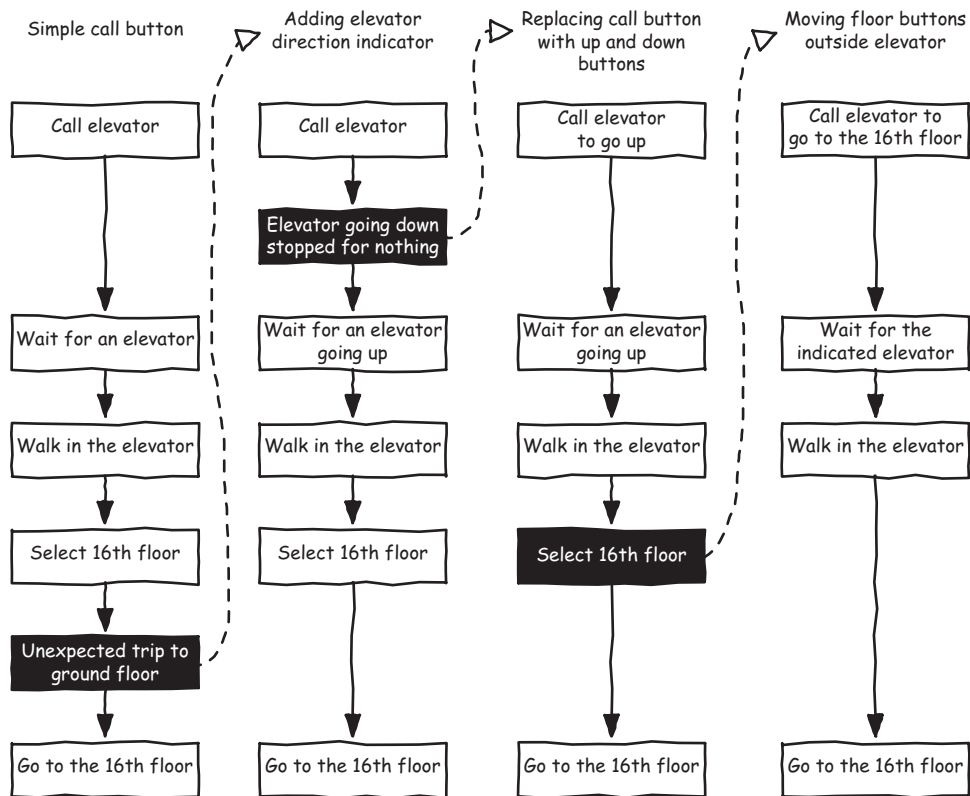 Simple call button
Call elevator
Wait for an elevator
Walk in the elevator
Select 16th floor
Unexpected trip to
ground floor
Go to the 16th floor
Adding elevator
direction indicator
Call elevator
Elevator going down
stopped for nothing
Wait for an elevator
going up
Walk in the elevator
Select 16th floor
Go to the 16th floor
Replacing call button
with up and down
buttons
Call elevator
to go up
Wait for an elevator
going up
Walk in the elevator
Select 16th floor
Go to the 16th floor
Moving floor buttons
outside elevator
Call elevator to
go to the 16th floor
Wait for the
indicated elevator
Walk in the elevator
Go to the 16th floor